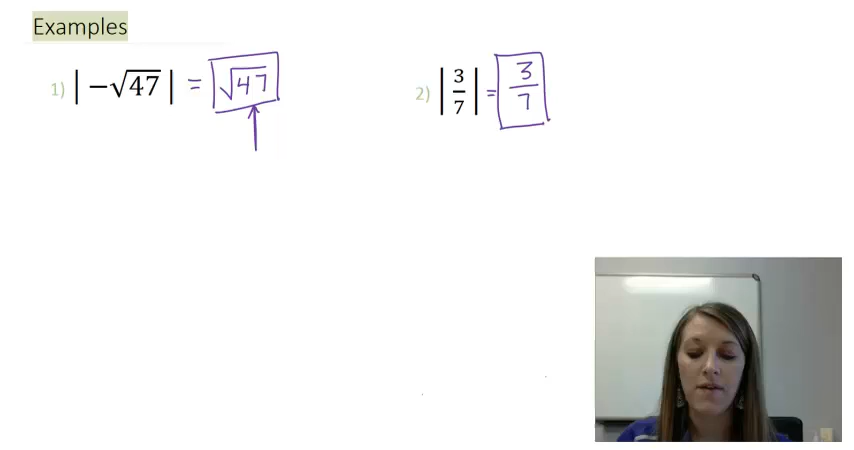 Examples
1) |−√47| = √47
2) |3/7| = 3/7